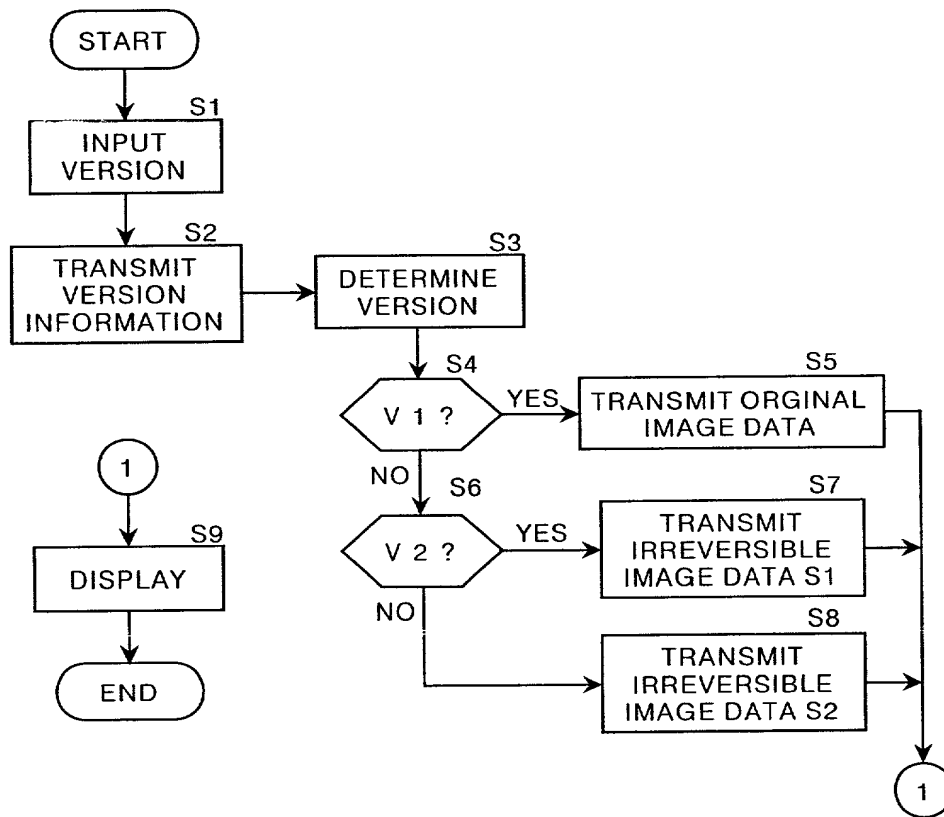 START
S1
INPUT
VERSION
S2
TRANSMIT
VERSION
INFORMATION
S3
DETERMINE
VERSION
S4
V 1 ?
YES
NO
S5
TRANSMIT ORGINAL
IMAGE DATA
S6
V 2 ?
YES
NO
S7
TRANSMIT
IRREVERSIBLE
IMAGE DATA S1
S8
TRANSMIT
IRREVERSIBLE
IMAGE DATA S2
1
1
S9
DISPLAY
END